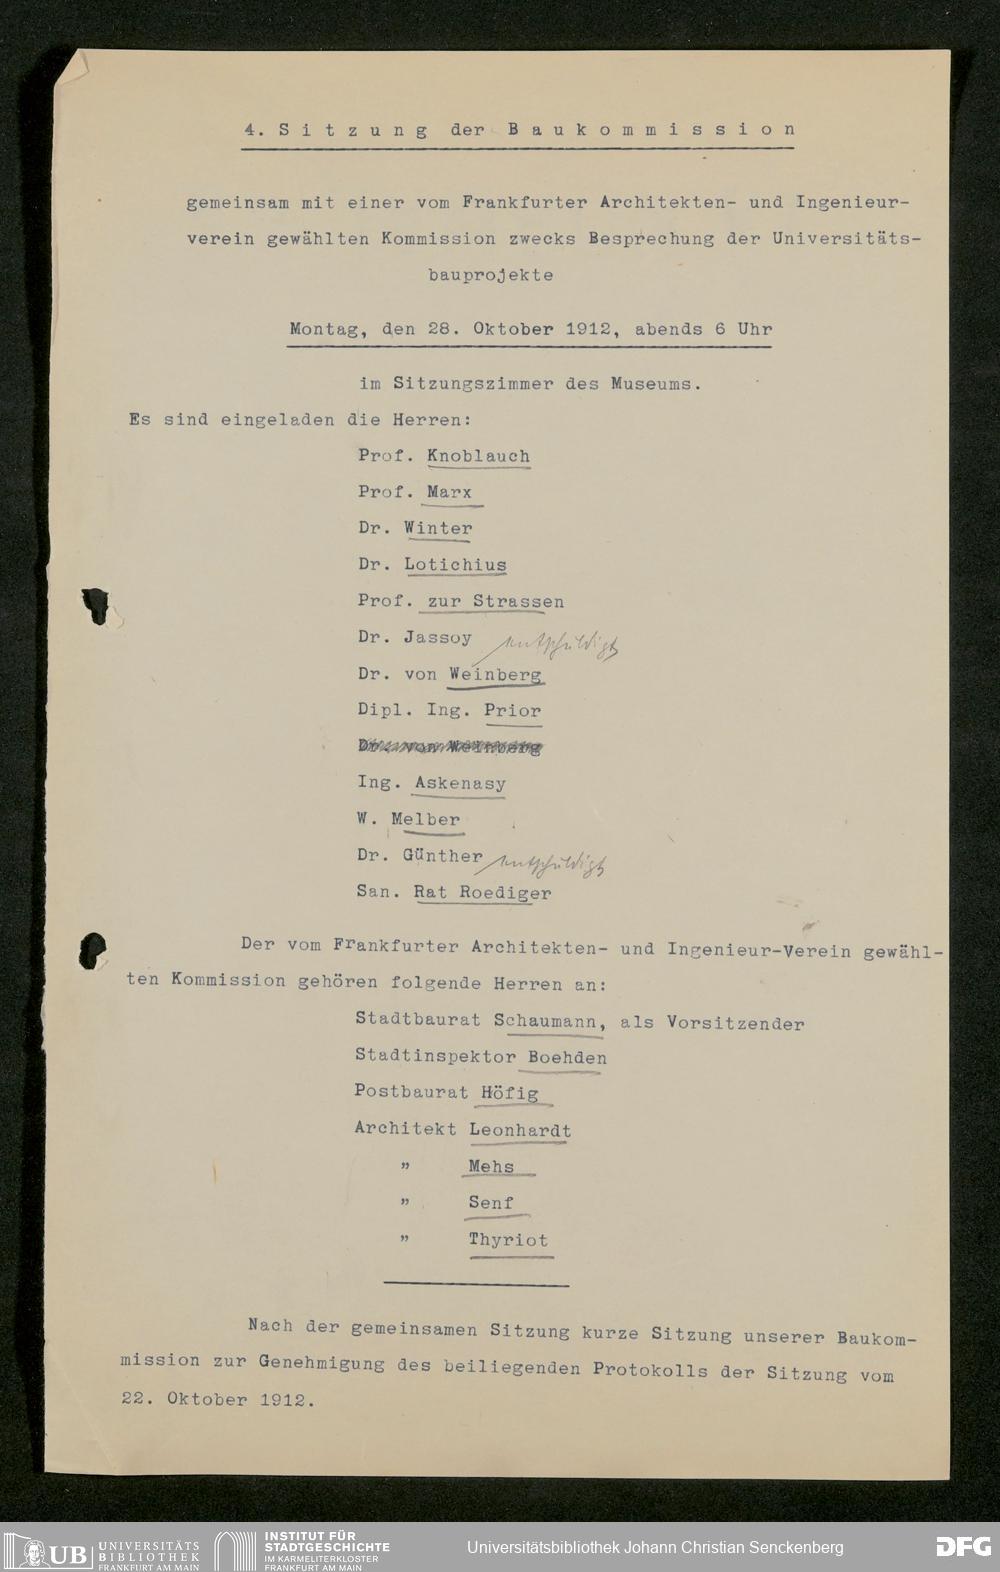 4. Sitzung der Baukommission
gemeinsam mit einer vom Frankfurter Architekten- und Ingenieur-
verein gewählten Kommission zwecks Besprechung der Universitäts-
bauprojekte
Montag, den 28. Oktober 1912, abends 6 Uhr
im Sitzungszimmer des Museums.
Es sind eingeladen die Herren:
Prof. Knoblauch
Prof. Marx
Dr. Winter
Dr. Lotichius
Prof. zur Strassen
Dr. Jassoy entschuldigt
Dr. von Weinberg
Dipl. Ing. Prior
Dr. von Weinberg
Ing. Askenasy
W. Melber
Dr. Günther entschuldigt
San. Rat Roediger
Der vom Frankfurter Architekten- und Ingenieur-Verein gewähl-
ten Kommission gehören folgende Herren an:
Stadtbaurat Schaumann, als Vorsitzender
Stadtinspektor Boehden
Postbaurat Höfig
Architekt Leonhardt
" Mehs
" Senf
" Thyriot
Nach der gemeinsamen Sitzung kurze Sitzung unserer Baukom-
mission zur Genehmigung des beiliegenden Protokolls der Sitzung vom
22. Oktober 1912.
UB UNIVERSITÄTS
BIBLIOTHEK
FRANKFURT AM MAIN
INSTITUT FÜR
STADTGESCHICHTE
IM KARMELITERKLOSTER
FRANKFURT AM MAIN
Universitätsbibliothek Johann Christian Senckenberg
DFG